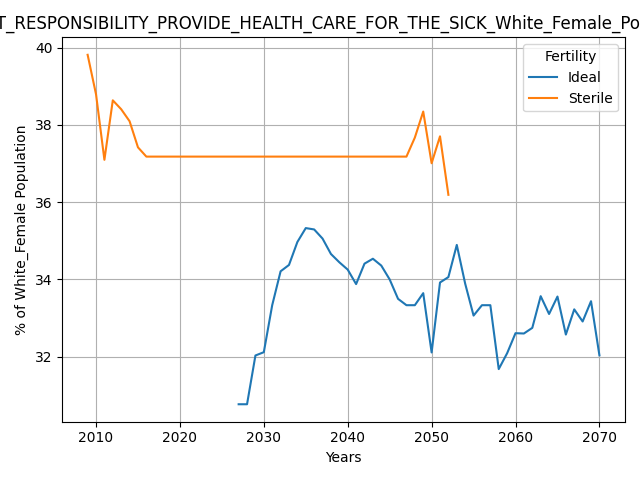 T_RESPONSIBILITY_PROVIDE_HEALTH_CARE_FOR_THE_SICK_White_Female_Po
40
38
36
34
32
% of White_Female Population
Fertility
Ideal
Sterile
2010 2020 2030 2040 2050 2060 2070
Years